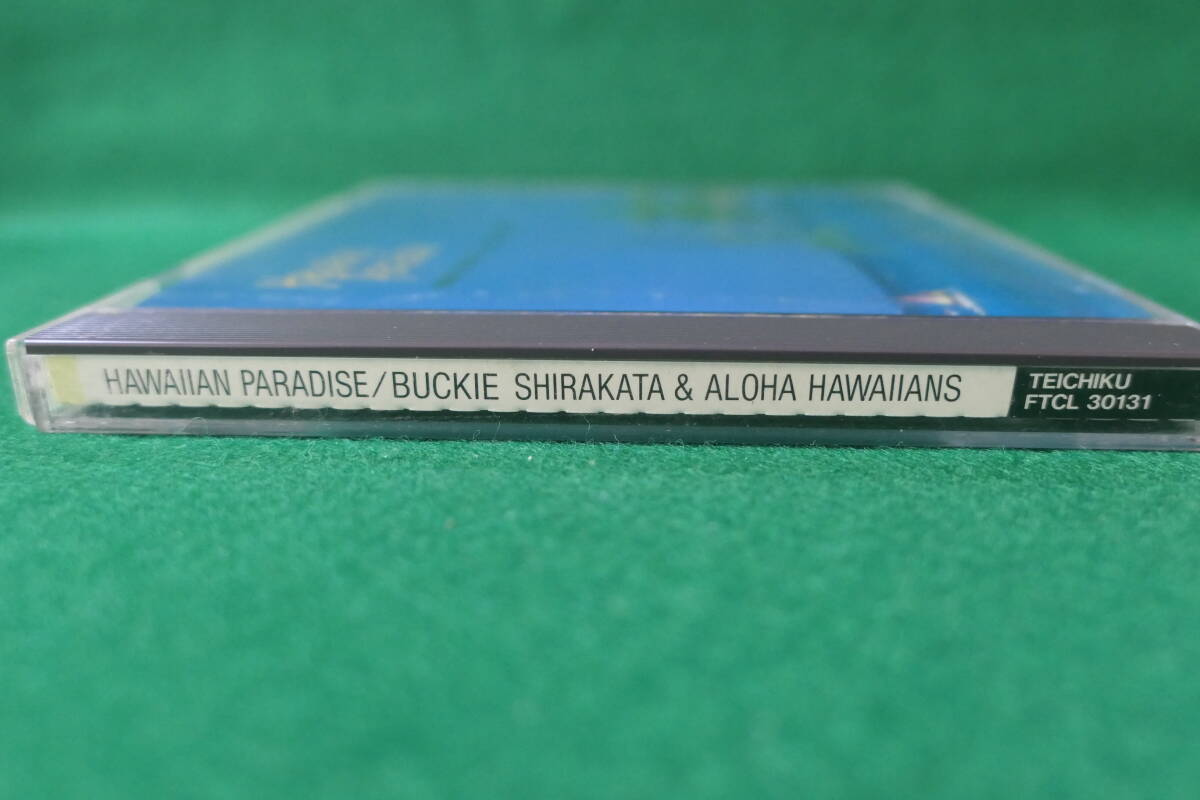 HAWAIIAN PARADISE/BUCKIE SHIRAKATA & ALOHA HAWAIIANS
TEICHIKU
FTCL 30131